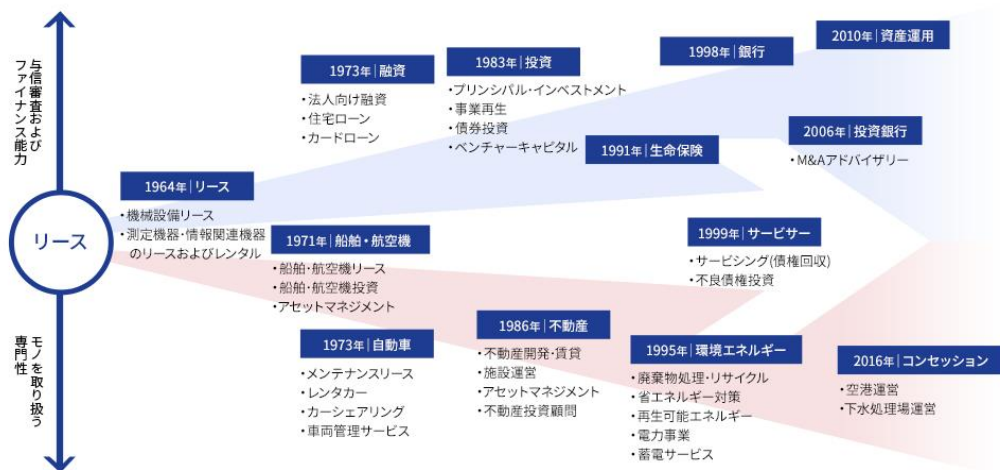 与信審査および
ファイナンス能力
リース
モノを取り扱う
専門性
1964年|リース
・機械設備リース
・測定機器・情報関連機器
のリースおよびレンタル
1971年|船舶・航空機
・船舶・航空機リース
・船舶・航空機投資
・アセットマネジメント
1973年|融資
・法人向け融資
・住宅ローン
・カードローン
1973年|自動車
・メンテナンスリース
・レンタカー
・カーシェアリング
・車両管理サービス
1983年|投資
・プリンシパル・インベストメント
・事業再生
・債券投資
・ベンチャーキャピタル
1986年|不動産
・不動産開発・賃貸
・施設運営
・アセットマネジメント
・不動産投資顧問
1991年|生命保険
1995年|環境エネルギー
・廃棄物処理・リサイクル
・省エネルギー対策
・再生可能エネルギー
・電力事業
・蓄電サービス
1998年|銀行
1999年|サービサー
・サービシング(債権回収)
・不良債権投資
2006年|投資銀行
・M&Aアドバイザリー
2010年|資産運用
2016年|コンセッション
・空港運営
・下水処理場運営